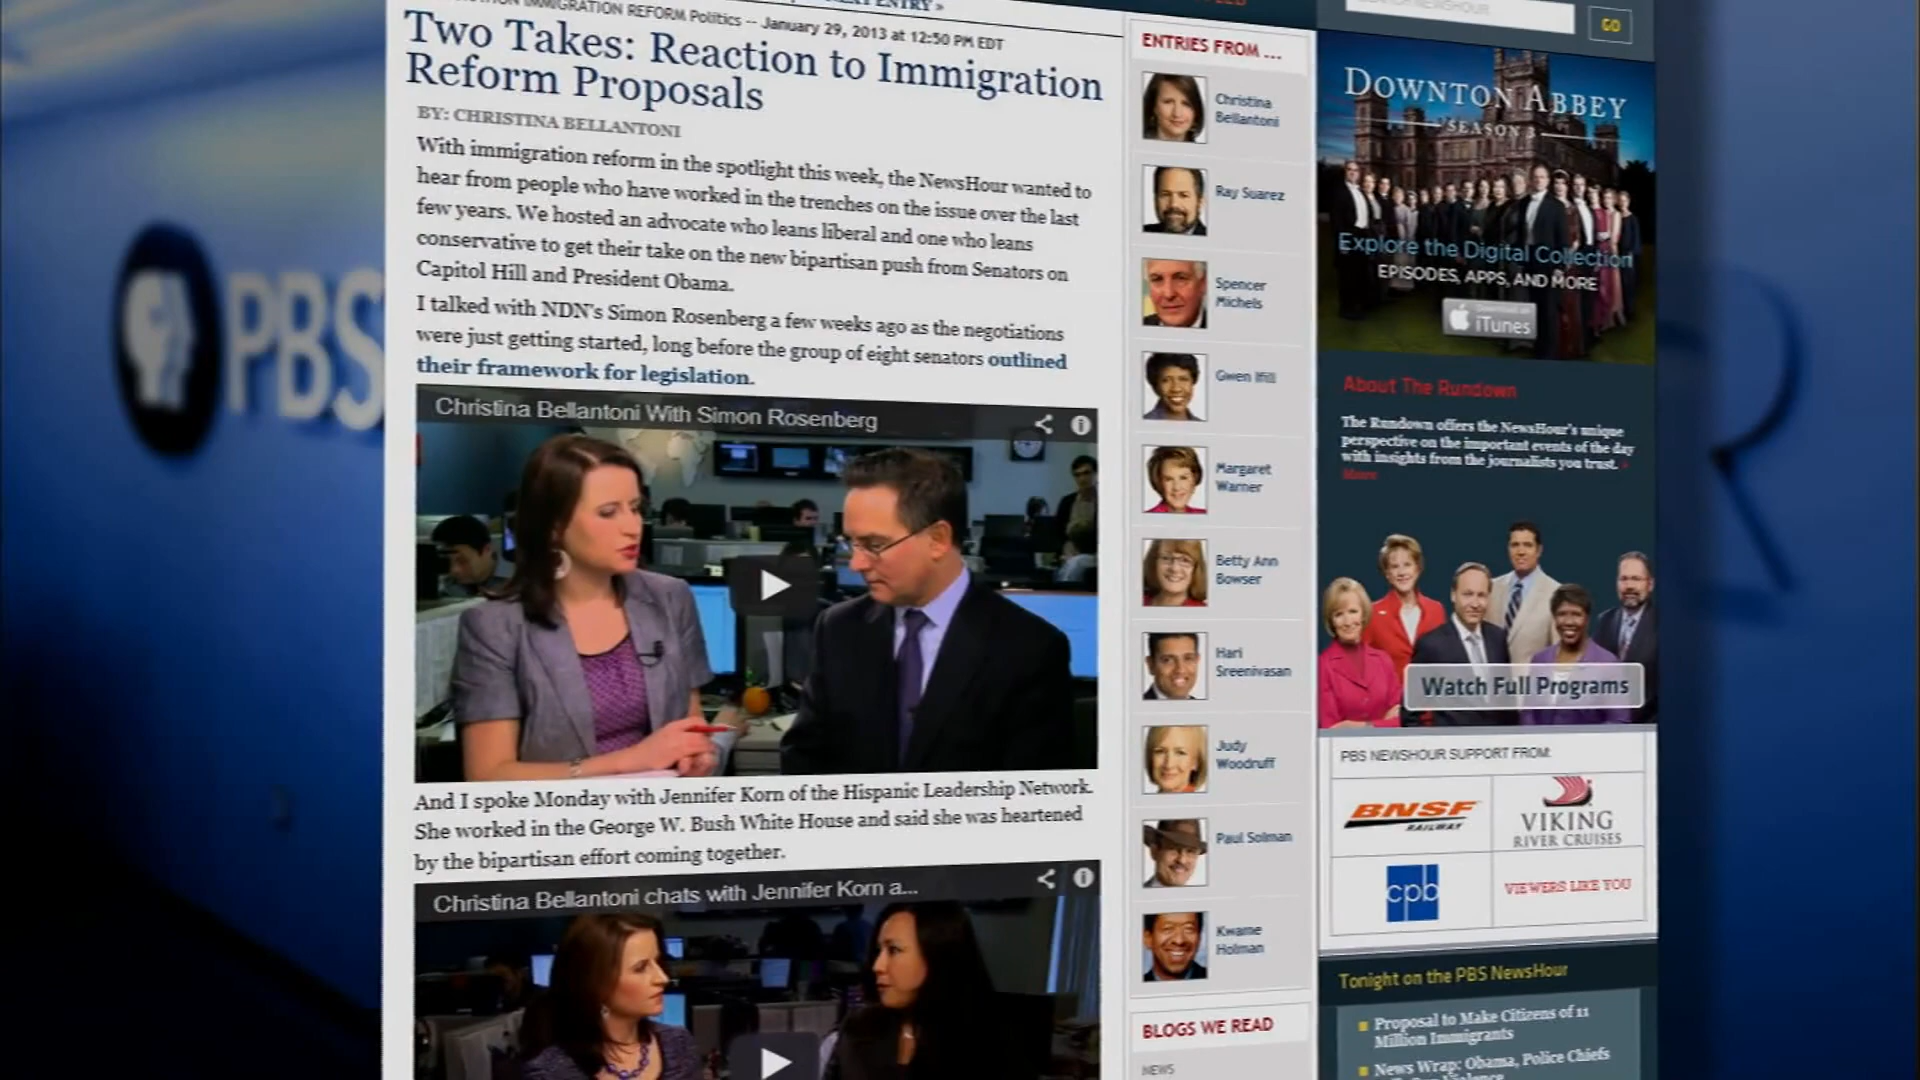 IMMIGRATION REFORM Politics -- January 29, 2013 at 12:50 PM EDT
Two Takes: Reaction to Immigration
Reform Proposals
BY: CHRISTINA BELLANTONI
With immigration reform in the spotlight this week, the NewsHour wanted to
hear from people who have worked in the trenches on the issue over the last
few years. We hosted an advocate who leans liberal and one who leans
conservative to get their take on the new bipartisan push from Senators on
Capitol Hill and President Obama.
I talked with NDN's Simon Rosenberg a few weeks ago as the negotiations
were just getting started, long before the group of eight senators outlined
their framework for legislation.
Christina Bellantoni With Simon Rosenberg
And I spoke Monday with Jennifer Korn of the Hispanic Leadership Network.
She worked in the George W. Bush White House and said she was heartened
by the bipartisan effort coming together.
Christina Bellantoni chats with Jennifer Korn a...
PBS
ENTRIES FROM ...
Christina
Bellantoni
Ray Suarez
Spencer
Michels
Gwen Ifill
Margaret
Warner
Betty Ann
Bowser
Hari
Sreenivasan
Judy
Woodruff
Paul Solman
Kwame
Holman
BLOGS WE READ
NEWS
GO
DOWNTON ABBEY
SEASON 3
Explore the Digital Collection
EPISODES, APPS, AND MORE
iTunes
About The Rundown
The Rundown offers the NewsHour's unique
perspective on the important events of the day
with insights from the journalists you trust.
More
Watch Full Programs
PBS NEWSHOUR SUPPORT FROM:
BNSF
RAILWAY
VIKING
RIVER CRUISES
cpb
VIEWERS LIKE YOU
Tonight on the PBS NewsHour
Proposal to Make Citizens of 11
Million Immigrants
News Wrap: Obama, Police Chiefs
R